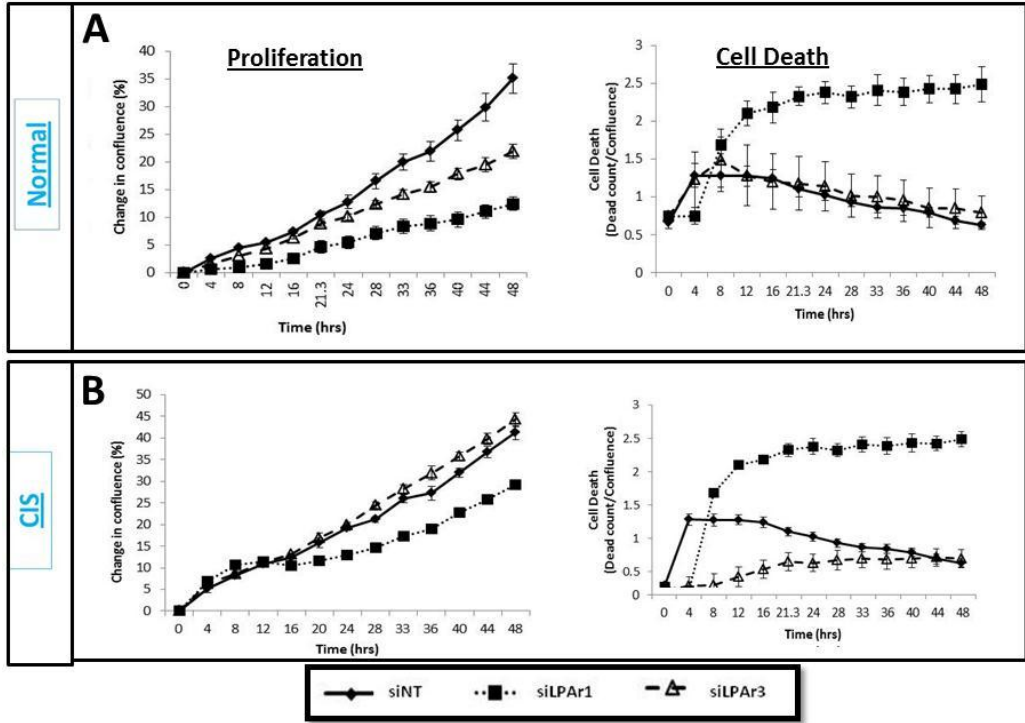 A
Normal
Proliferation
Change in confluence (%)
40
35
30
25
20
15
10
5
0
0 4 8 12 16 21.3 24 28 33 36 40 44 48
Time (hrs)
Cell Death
Cell Death
(Dead count/Confluence)
3
2.5
2
1.5
1
0.5
0
0 4 8 12 16 21.3 24 28 33 36 40 44 48
Time (hrs)
B
CIS
Change in confluence (%)
50
45
40
35
30
25
20
15
10
5
0
0 4 8 12 16 20 24 28 33 36 40 44 48
Time (hrs)
Cell Death
(Dead count/Confluence)
3
2.5
2
1.5
1
0.5
0 4 8 12 16 21.3 24 28 33 36 40 44 48
Time (hrs)
siNT siLPAr1 siLPAr3